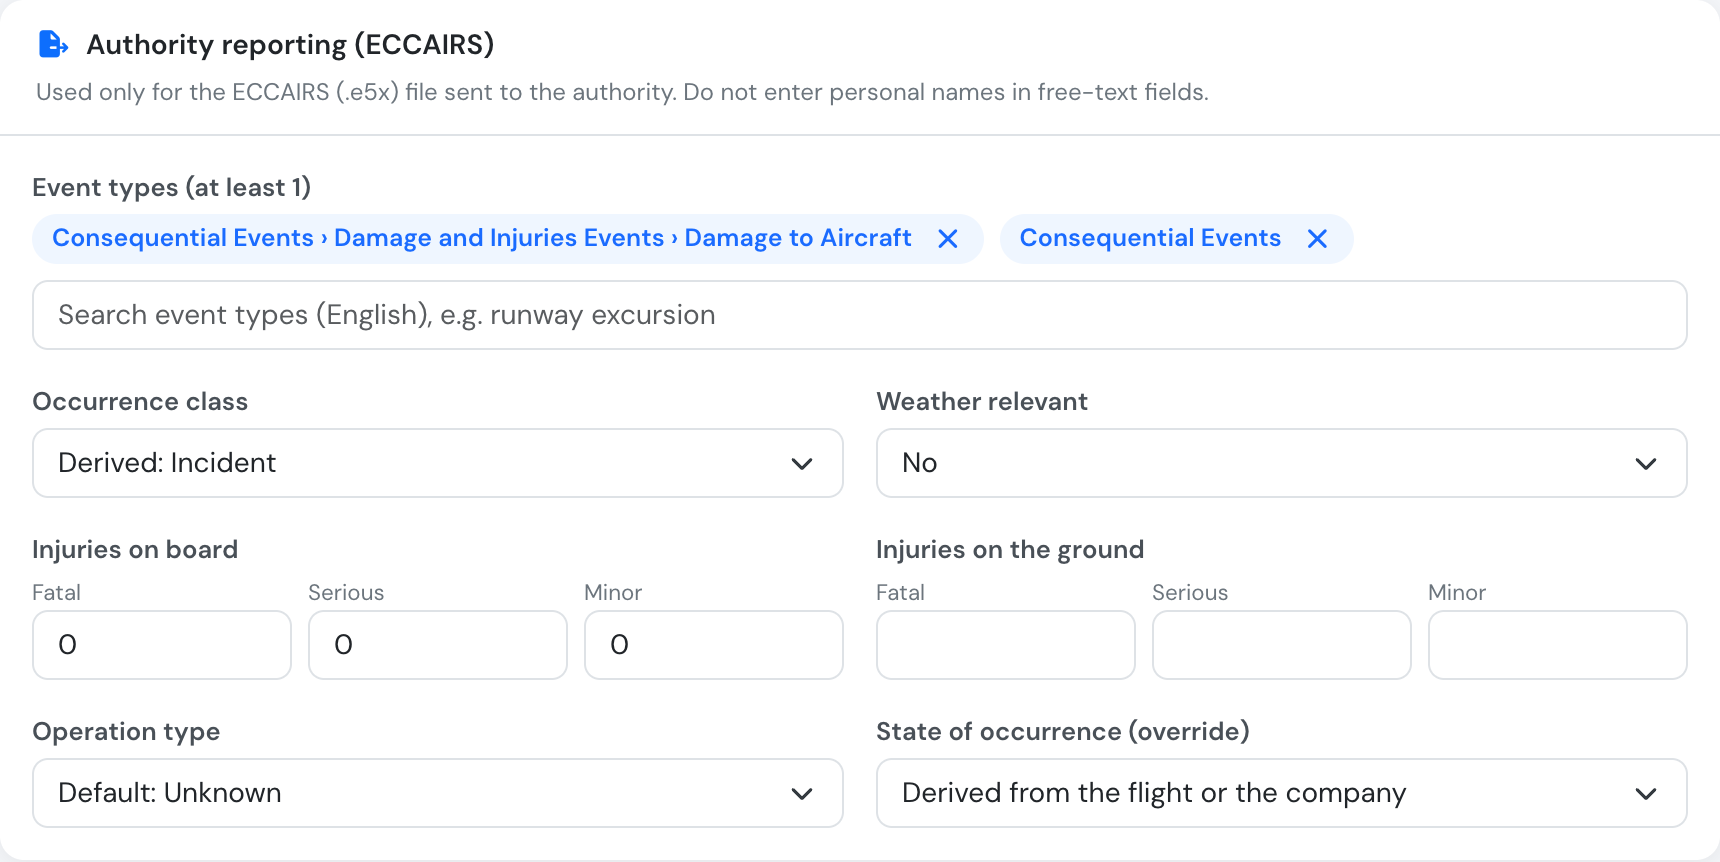 Authority reporting (ECCAIRS)
Used only for the ECCAIRS (.e5x) file sent to the authority. Do not enter personal names in free-text fields.
Event types (at least 1)
Consequential Events › Damage and Injuries Events › Damage to Aircraft
Consequential Events
Search event types (English), e.g. runway excursion
Occurrence class
Derived: Incident
Weather relevant
No
Injuries on board
Fatal
0
Serious
0
Minor
0
Injuries on the ground
Fatal
Serious
Minor
Operation type
Default: Unknown
State of occurrence (override)
Derived from the flight or the company